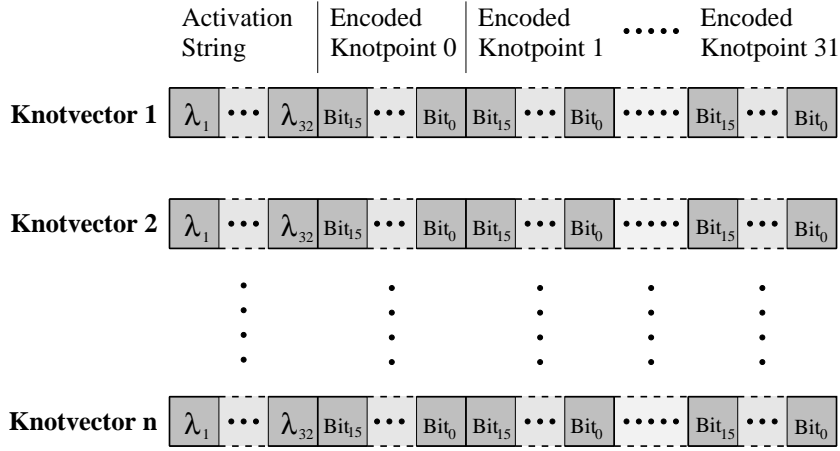 Activation String | Encoded Knotpoint 0 | Encoded Knotpoint 1 ..... Encoded Knotpoint 31
Knotvector 1 λ1 ... λ32 Bit15 ... Bit0 Bit15 ... Bit0 ..... Bit15 ... Bit0
Knotvector 2 λ1 ... λ32 Bit15 ... Bit0 Bit15 ... Bit0 ..... Bit15 ... Bit0
Knotvector n λ1 ... λ32 Bit15 ... Bit0 Bit15 ... Bit0 ..... Bit15 ... Bit0